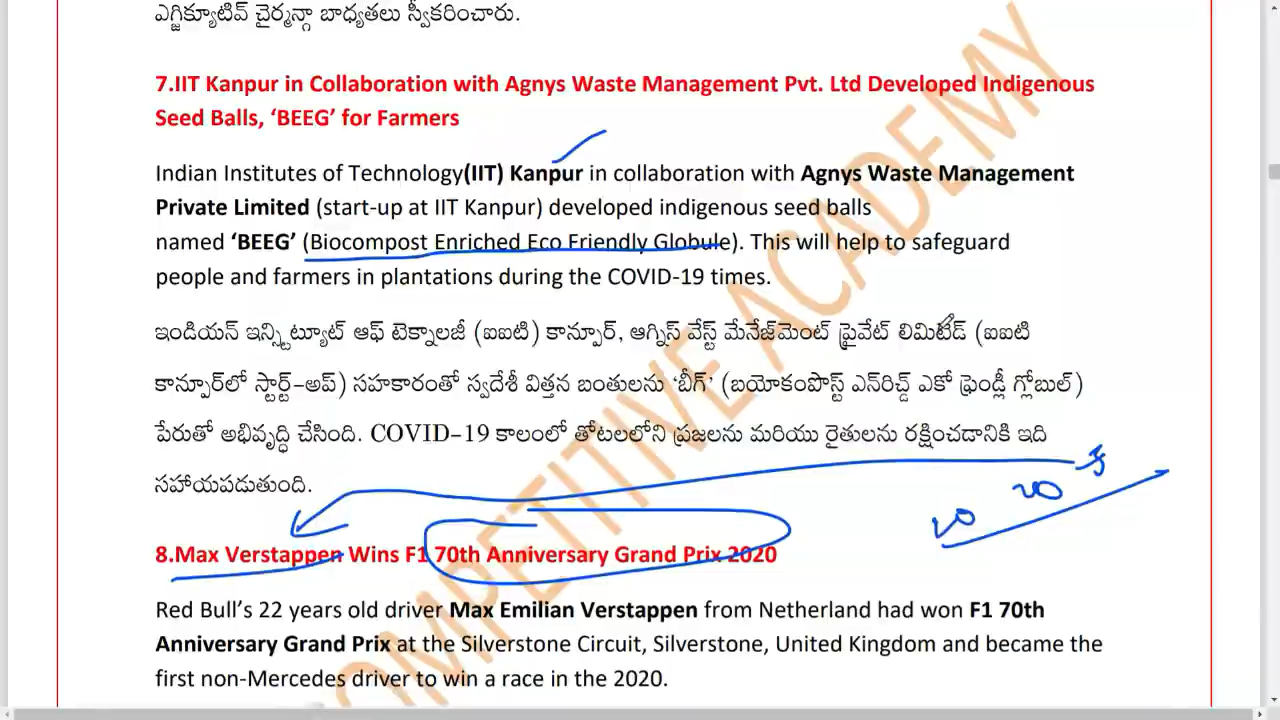 ఎగ్జిక్యూటివ్ చైర్మన్గా బాధ్యతలు స్వీకరించారు.
7.IIT Kanpur in Collaboration with Agnys Waste Management Pvt. Ltd Developed Indigenous
Seed Balls, ‘BEEG’ for Farmers
Indian Institutes of Technology(IIT) Kanpur in collaboration with Agnys Waste Management
Private Limited (start-up at IIT Kanpur) developed indigenous seed balls
named ‘BEEG’ (Biocompost Enriched Eco Friendly Globule). This will help to safeguard
people and farmers in plantations during the COVID-19 times.
ఇండియన్ ఇన్స్టిట్యూట్ ఆఫ్ టెక్నాలజీ (ఐఐటి) కాన్పూర్, ఆగ్నిస్ వేస్ట్ మేనేజ్‌మెంట్ ప్రైవేట్ లిమిటెడ్ (ఐఐటి
కాన్పూర్‌లో స్టార్ట్-అప్) సహకారంతో స్వదేశీ విత్తన బంతులను ‘బీగ్’ (బయోకంపోస్ట్ ఎన్‌రిచ్డ్ ఎకో ఫ్రెండ్లీ గ్లోబుల్)
పేరుతో అభివృద్ధి చేసింది. COVID-19 కాలంలో తోటలలోని ప్రజలను మరియు రైతులను రక్షించడానికి ఇది
సహాయపడుతుంది.
8.Max Verstappen Wins F1 70th Anniversary Grand Prix 2020
Red Bull’s 22 years old driver Max Emilian Verstappen from Netherland had won F1 70th
Anniversary Grand Prix at the Silverstone Circuit, Silverstone, United Kingdom and became the
first non-Mercedes driver to win a race in the 2020.
COMPETITIVE ACADEMY